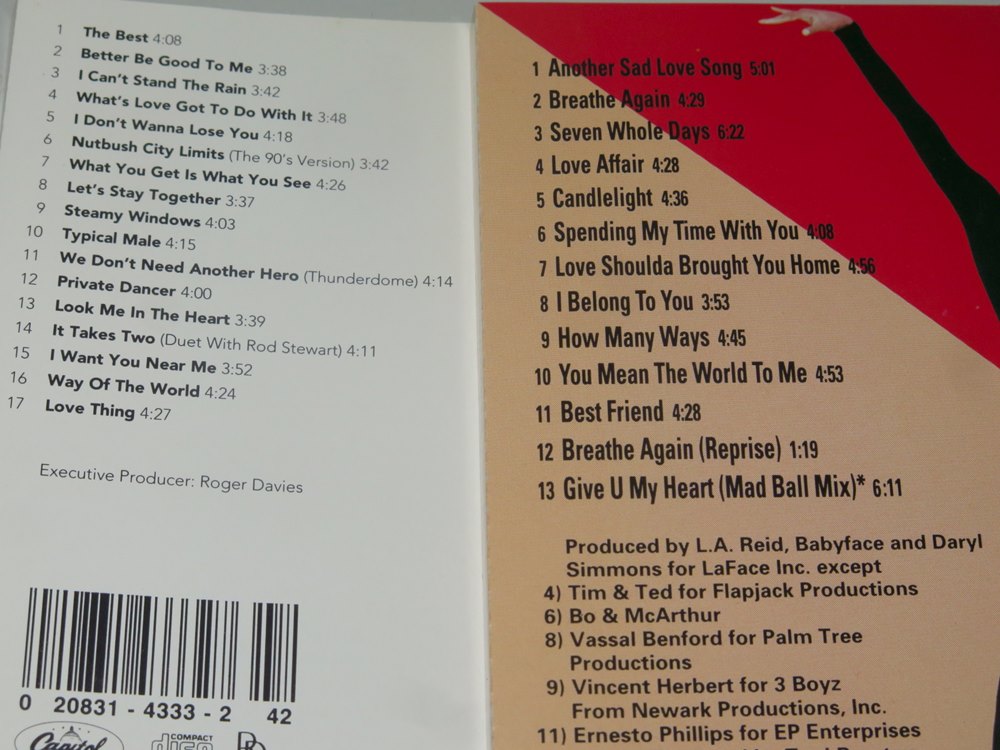 1 The Best 4:08
2 Better Be Good To Me 3:38
3 I Can't Stand The Rain 3:42
4 What's Love Got To Do With It 3:48
5 I Don't Wanna Lose You 4:18
6 Nutbush City Limits (The 90's Version) 3:42
7 What You Get Is What You See 4:26
8 Let's Stay Together 3:37
9 Steamy Windows 4:03
10 Typical Male 4:15
11 We Don't Need Another Hero (Thunderdome) 4:14
12 Private Dancer 4:00
13 Look Me In The Heart 3:39
14 It Takes Two (Duet With Rod Stewart) 4:11
15 I Want You Near Me 3:52
16 Way Of The World 4:24
17 Love Thing 4:27
Executive Producer: Roger Davies
0 20831 - 4333 - 2 42
Capitol
COMPACT
disc
1 Another Sad Love Song 5:01
2 Breathe Again 4:29
3 Seven Whole Days 6:22
4 Love Affair 4:28
5 Candlelight 4:36
6 Spending My Time With You 4:08
7 Love Shoulda Brought You Home 4:56
8 I Belong To You 3:53
9 How Many Ways 4:45
10 You Mean The World To Me 4:53
11 Best Friend 4:28
12 Breathe Again (Reprise) 1:19
13 Give U My Heart (Mad Ball Mix)* 6:11
Produced by L.A. Reid, Babyface and Daryl
Simmons for LaFace Inc. except
4) Tim & Ted for Flapjack Productions
6) Bo & McArthur
8) Vassal Benford for Palm Tree
Productions
9) Vincent Herbert for 3 Boyz
From Newark Productions, Inc.
11) Ernesto Phillips for EP Enterprises